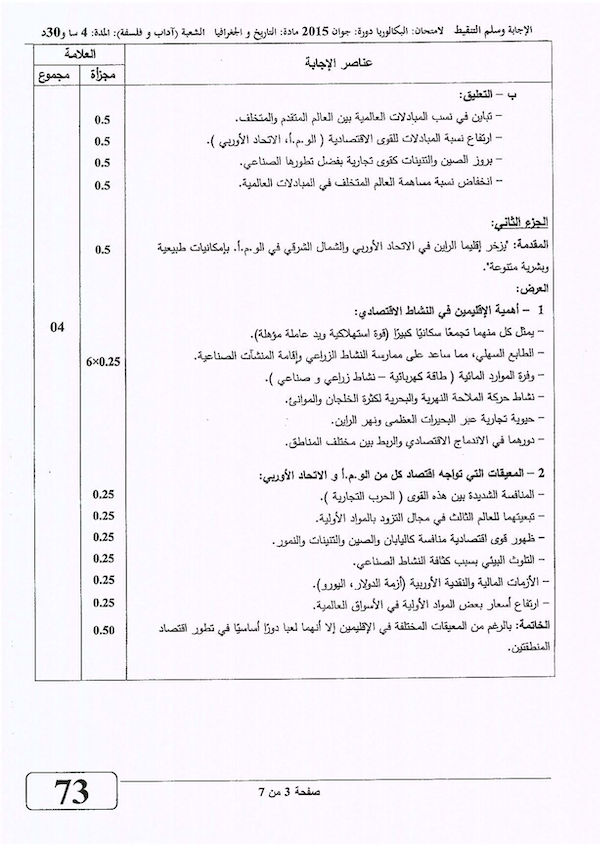 الإجابة وسلم التنقيط لامتحان: البكالوريا دورة: جوان 2015 مادة: التاريخ و الجغرافيا الشعبة (آداب و فلسفة): المدة: 4 سا و30د
العلامة
عناصر الإجابة
مجموع مجزأة
ب – التعليق:
– تباين في نسب المبادلات العالمية بين العالم المتقدم والمتخلف. 0.5
– ارتفاع نسبة المبادلات للقوى الاقتصادية ( الو.م.أ، الاتحاد الأوربي ). 0.5
– بروز الصين والتنينات كقوى تجارية بفضل تطورها الصناعي. 0.5
– انخفاض نسبة مساهمة العالم المتخلف في المبادلات العالمية. 0.5
الجزء الثاني:
المقدمة: "يزخر إقليما الراين في الاتحاد الأوربي والشمال الشرقي في الو.م.أ. بإمكانيات طبيعية 0.5
وبشرية متنوعة".
العرض:
1 – أهمية الإقليمين في النشاط الاقتصادي:
– يمثل كل منهما تجمعًا سكانيًا كبيرًا (قوة استهلاكية ويد عاملة مؤهلة). 04
– الطابع السهلي، مما ساعد على ممارسة النشاط الزراعي وإقامة المنشآت الصناعية. 6×0.25
– وفرة الموارد المائية ( طاقة كهربائية – نشاط زراعي و صناعي ).
– نشاط حركة الملاحة النهرية والبحرية لكثرة الخلجان والموانئ.
– حيوية تجارية عبر البحيرات العظمى ونهر الراين.
– دورهما في الاندماج الاقتصادي والربط بين مختلف المناطق.
2 – المعيقات التي تواجه اقتصاد كل من الو.م.أ و الاتحاد الأوربي:
– المنافسة الشديدة بين هذه القوى ( الحرب التجارية ). 0.25
– تبعيتهما للعالم الثالث في مجال التزود بالمواد الأولية. 0.25
– ظهور قوى اقتصادية منافسة كاليابان والصين والتنينات والنمور. 0.25
– التلوث البيئي بسبب كثافة النشاط الصناعي. 0.25
– الأزمات المالية والنقدية الأوربية (أزمة الدولار، اليورو). 0.25
– ارتفاع أسعار بعض المواد الأولية في الأسواق العالمية. 0.25
الخاتمة: بالرغم من المعيقات المختلفة في الإقليمين إلا أنهما لعبا دورًا أساسيًا في تطور اقتصاد 0.50
المنطقتين.
صفحة 3 من 7
73